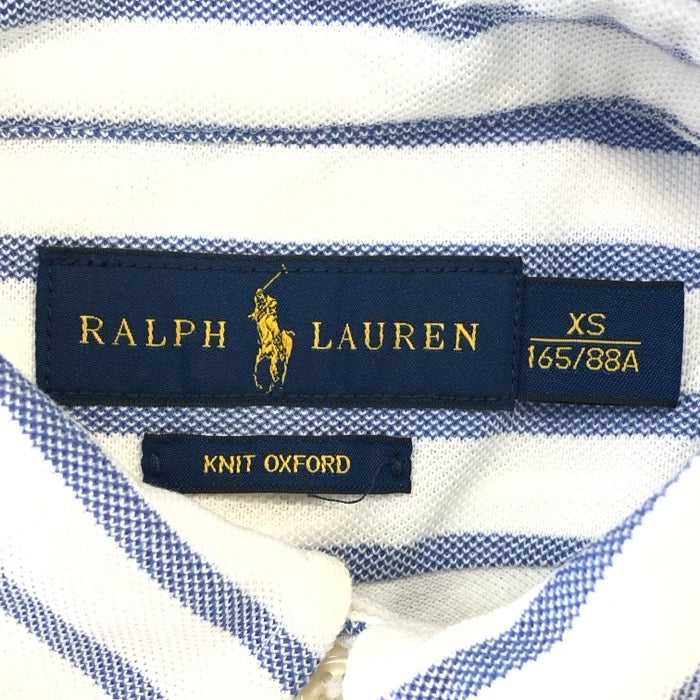 RALPH LAUREN
XS
165/88A
KNIT OXFORD